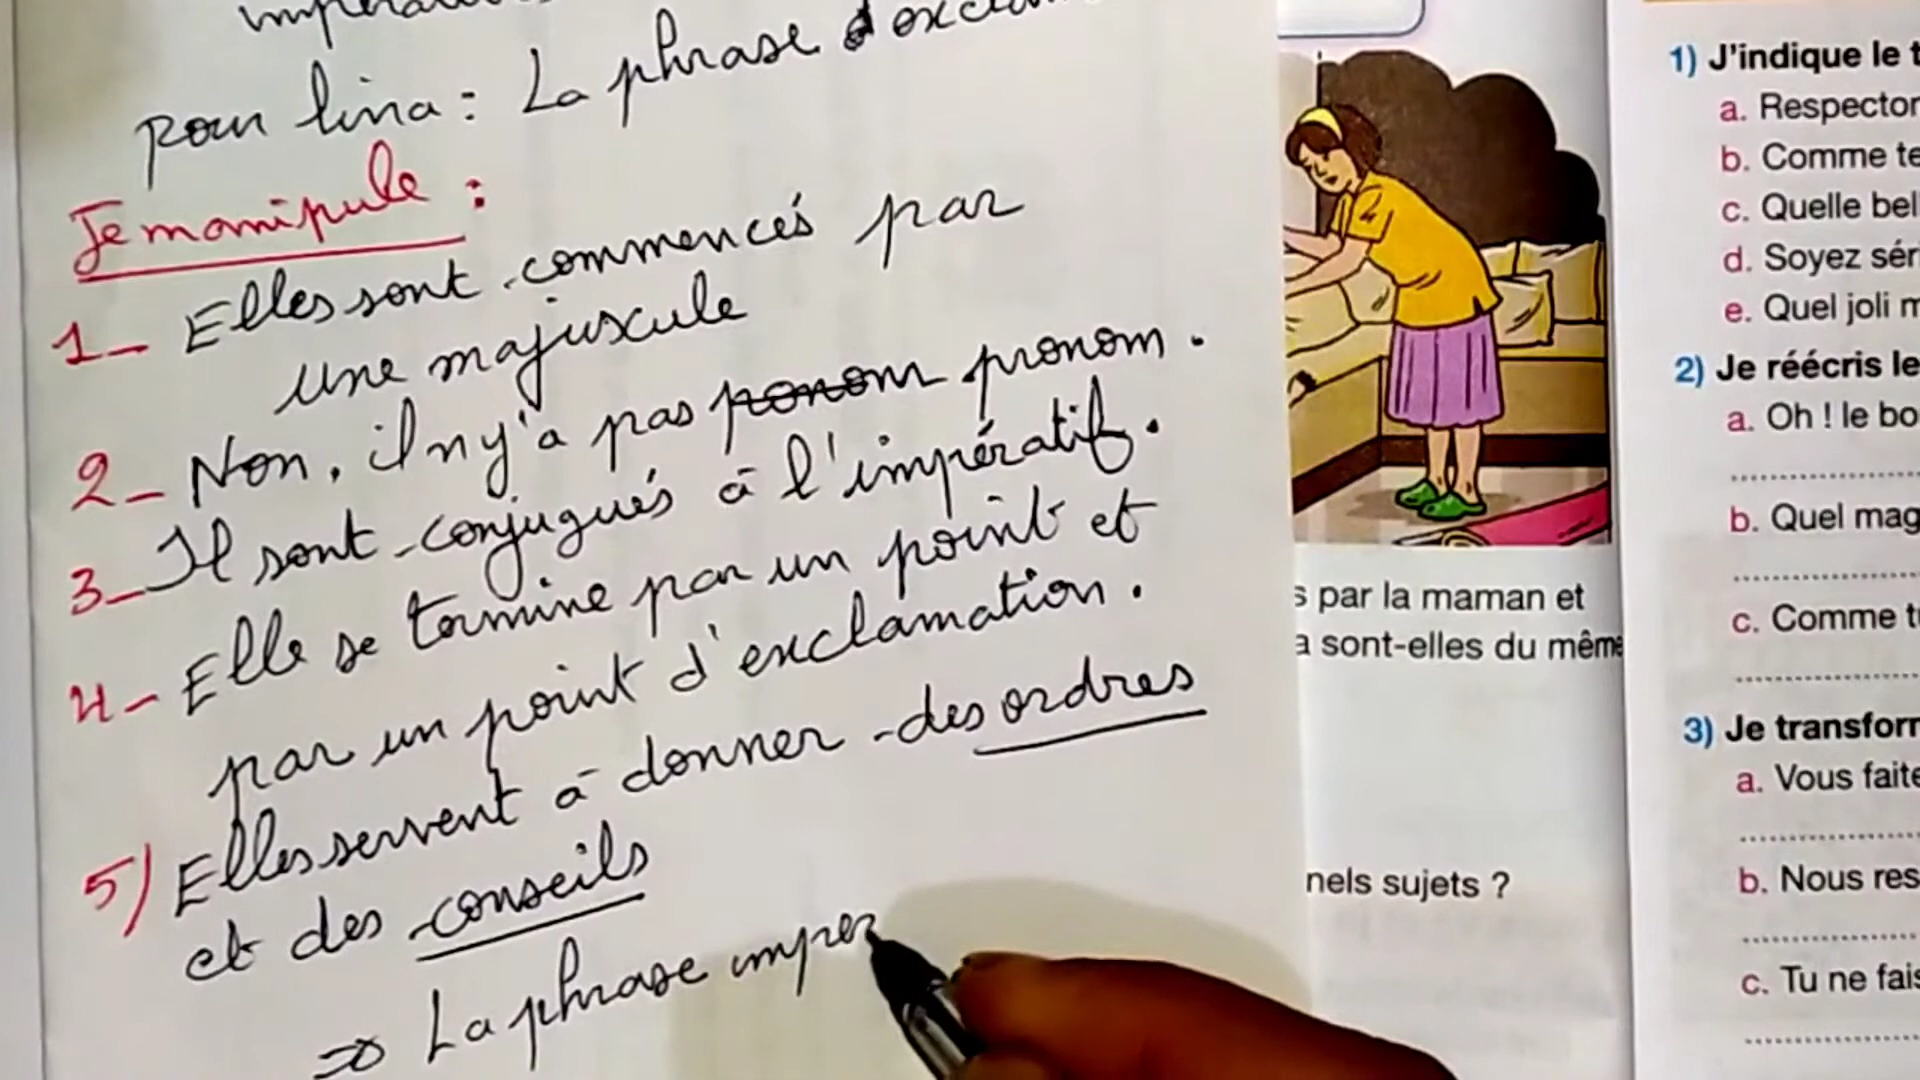 pour lina : La phrase
Je manipule :
1- Elles sont commencés par
une majuscule
2- Non, il n y'a pas ponom pronom.
3- Il sont conjugués à l'impératif.
4- Elle se termine par un point et
par un point d'exclamation.
5) Elles servent à donner des ordres
et des conseils
⇒ La phrase imper
s par la maman et
a sont-elles du même
nels sujets ?
1) J'indique le t
a. Respecton
b. Comme te
c. Quelle bel
d. Soyez sér
e. Quel joli m
2) Je réécris le
a. Oh ! le bo
b. Quel mag
c. Comme tu
3) Je transform
a. Vous faite
b. Nous res
c. Tu ne fais